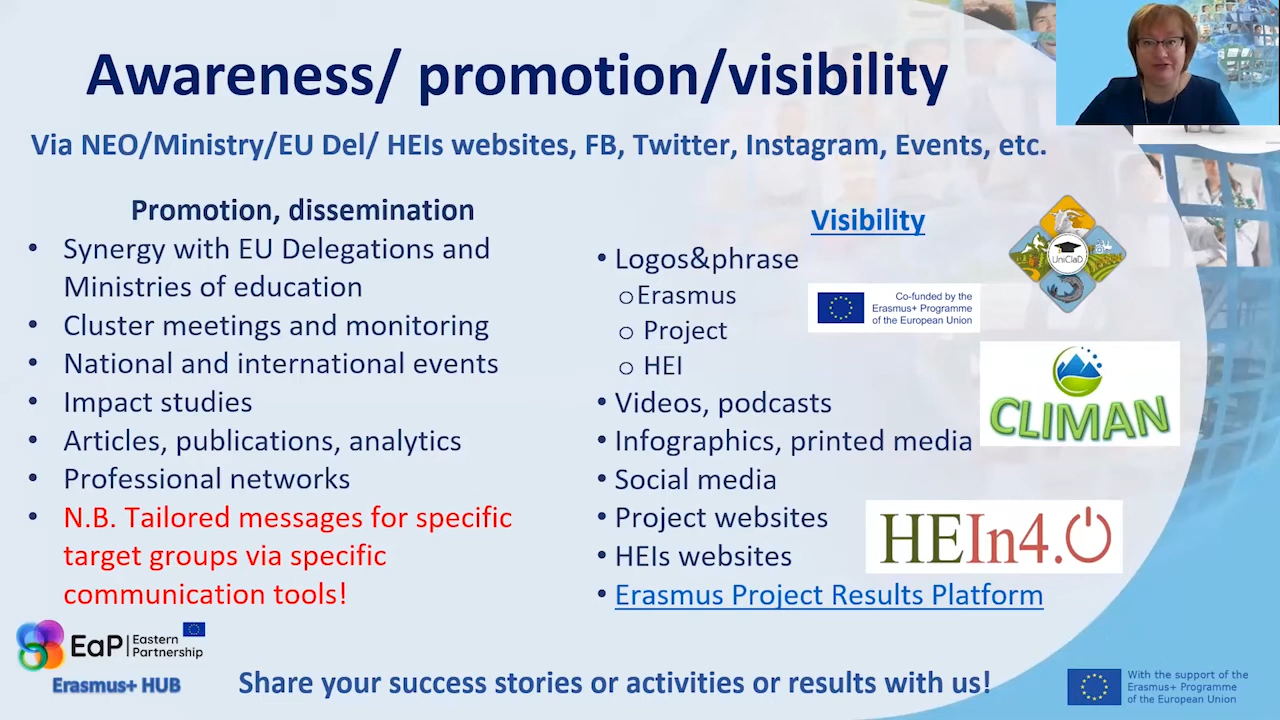 Awareness/ promotion/visibility
Via NEO/Ministry/EU Del/ HEIs websites, FB, Twitter, Instagram, Events, etc.
Promotion, dissemination
• Synergy with EU Delegations and
Ministries of education
• Cluster meetings and monitoring
• National and international events
• Impact studies
• Articles, publications, analytics
• Professional networks
• N.B. Tailored messages for specific
target groups via specific
communication tools!
Visibility
• Logos&phrase
o Erasmus
o Project
o HEI
• Videos, podcasts
• Infographics, printed media
• Social media
• Project websites
• HEIs websites
• Erasmus Project Results Platform
UniClaD
Co-funded by the
Erasmus+ Programme
of the European Union
CLIMAN
HEIn4.0
EaP Eastern
Partnership
Erasmus+ HUB
Share your success stories or activities or results with us!
With the support of the
Erasmus+ Programme
of the European Union